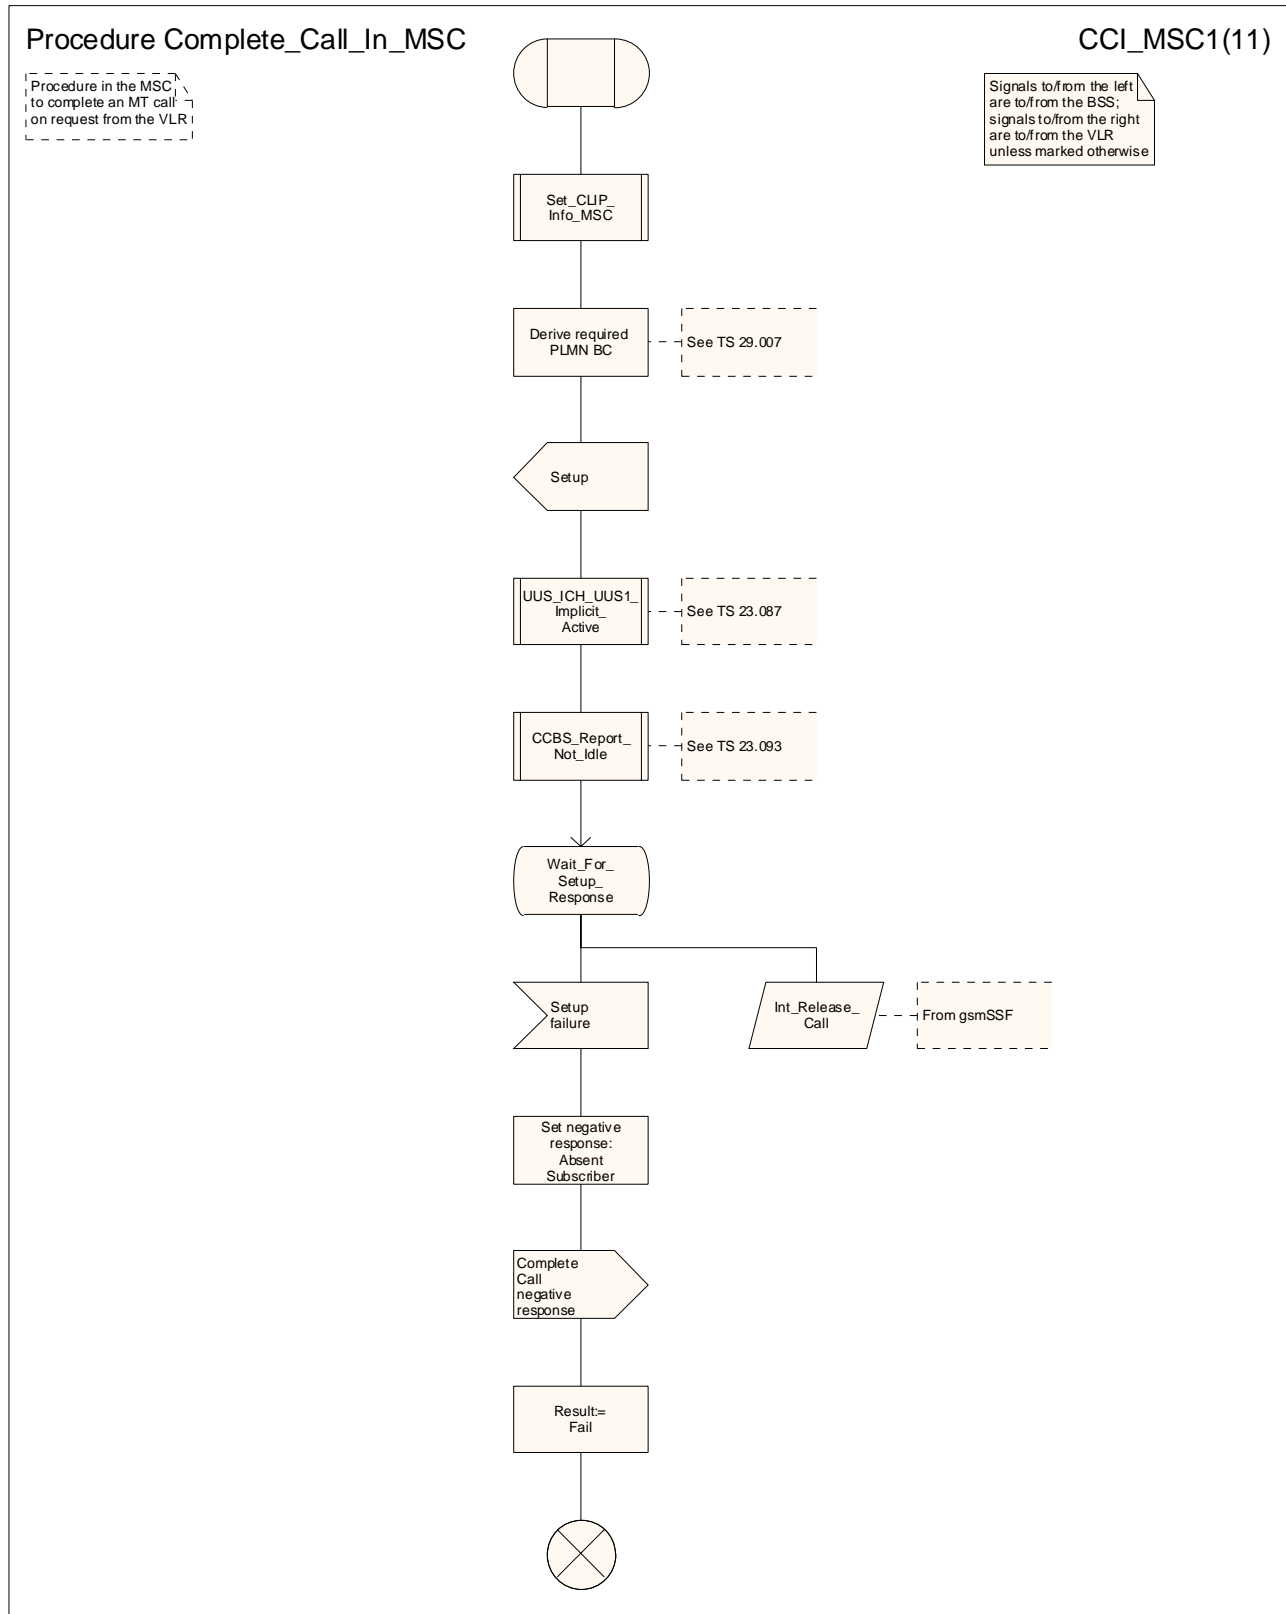 Procedure Complete_Call_In_MSC
CCI_MSC1(11)
Procedure in the MSC
to complete an MT call
on request from the VLR
Signals to/from the left
are to/from the BSS;
signals to/from the right
are to/from the VLR
unless marked otherwise
Set_CLIP_
Info_MSC
Derive required
PLMN BC
See TS 29.007
Setup
UUS_ICH_UUS1_
Implicit_
Active
See TS 23.087
CCBS_Report_
Not_Idle
See TS 23.093
Wait_For_
Setup_
Response
Setup
failure
Int_Release_
Call
From gsmSSF
Set negative
response:
Absent
Subscriber
Complete
Call
negative
response
Result:=
Fail